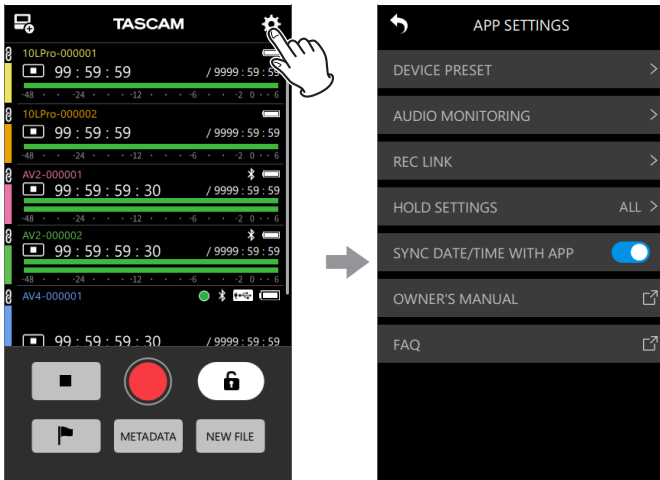 TASCAM
10LPro-000001
99 : 59 : 59 / 9999 : 59 : 59
-48 -24 -12 -6 -2 0 6
10LPro-000002
99 : 59 : 59 / 9999 : 59 : 59
-48 -24 -12 -6 -2 0 6
AV2-000001
99 : 59 : 59 : 30 / 9999 : 59 : 59
-48 -24 -12 -6 -2 0 6
AV2-000002
99 : 59 : 59 : 30 / 9999 : 59 : 59
-48 -24 -12 -6 -2 0 6
AV4-000001
99 : 59 : 59 : 30 / 9999 : 59 : 59
METADATA
NEW FILE
APP SETTINGS
DEVICE PRESET
AUDIO MONITORING
REC LINK
HOLD SETTINGS ALL
SYNC DATE/TIME WITH APP
OWNER'S MANUAL
FAQ